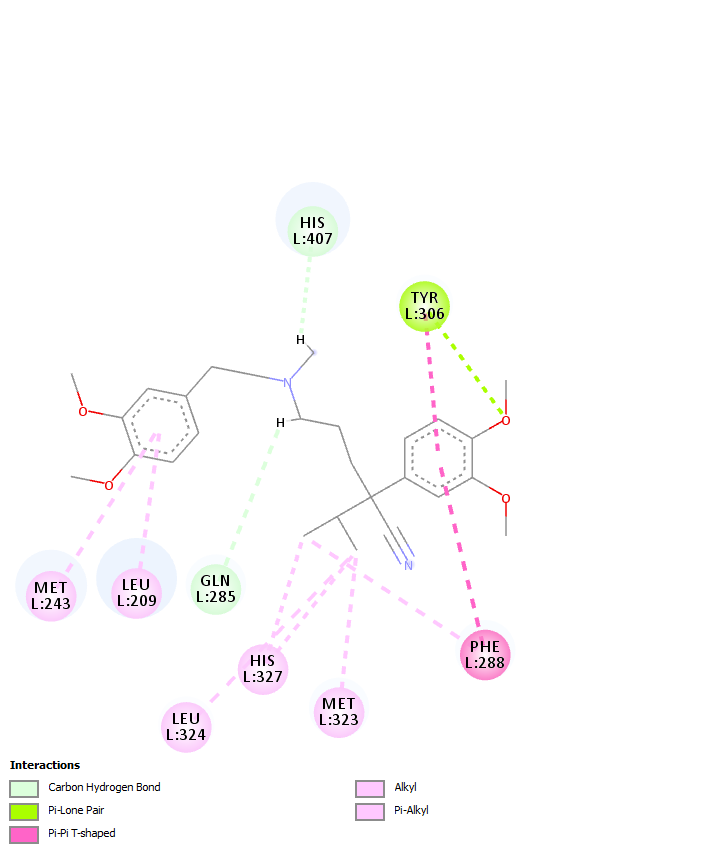 HIS
L:407
TYR
L:306
H
N
O
O
H
O
O
N
MET
L:243
LEU
L:209
GLN
L:285
HIS
L:327
PHE
L:288
LEU
L:324
MET
L:323
Interactions
Carbon Hydrogen Bond
Alkyl
Pi-Lone Pair
Pi-Alkyl
Pi-Pi T-shaped